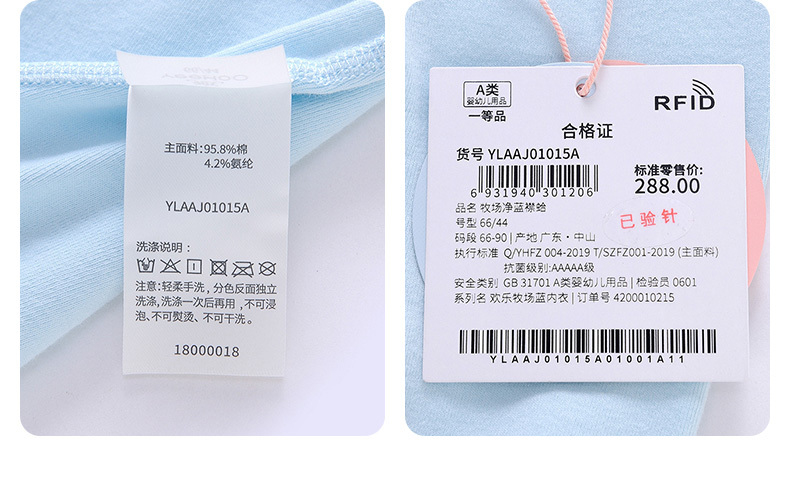 主面料:95.8%棉
4.2%氨纶
YLAAJ01015A
洗涤说明:
注意:轻柔手洗, 分色反面独立
洗涤,洗涤一次后再用 ,不可浸
泡、不可熨烫、不可干洗。
18000018
A类
婴幼儿用品
一等品
RFID
合格证
货号 YLAAJ01015A
6 931940 301206
标准零售价:
288.00
品名 牧场净蓝襟蛤
号型 66/44
已验针
码段 66-90 | 产地 广东·中山
执行标准 Q/YHFZ 004-2019 T/SZFZ001-2019 (主面料)
抗菌级别:AAAAA级
安全类别 GB 31701 A类婴幼儿用品 | 检验员 0601
系列名 欢乐牧场蓝内衣 | 订单号 4200010215
YLAAJ01015A01001A11